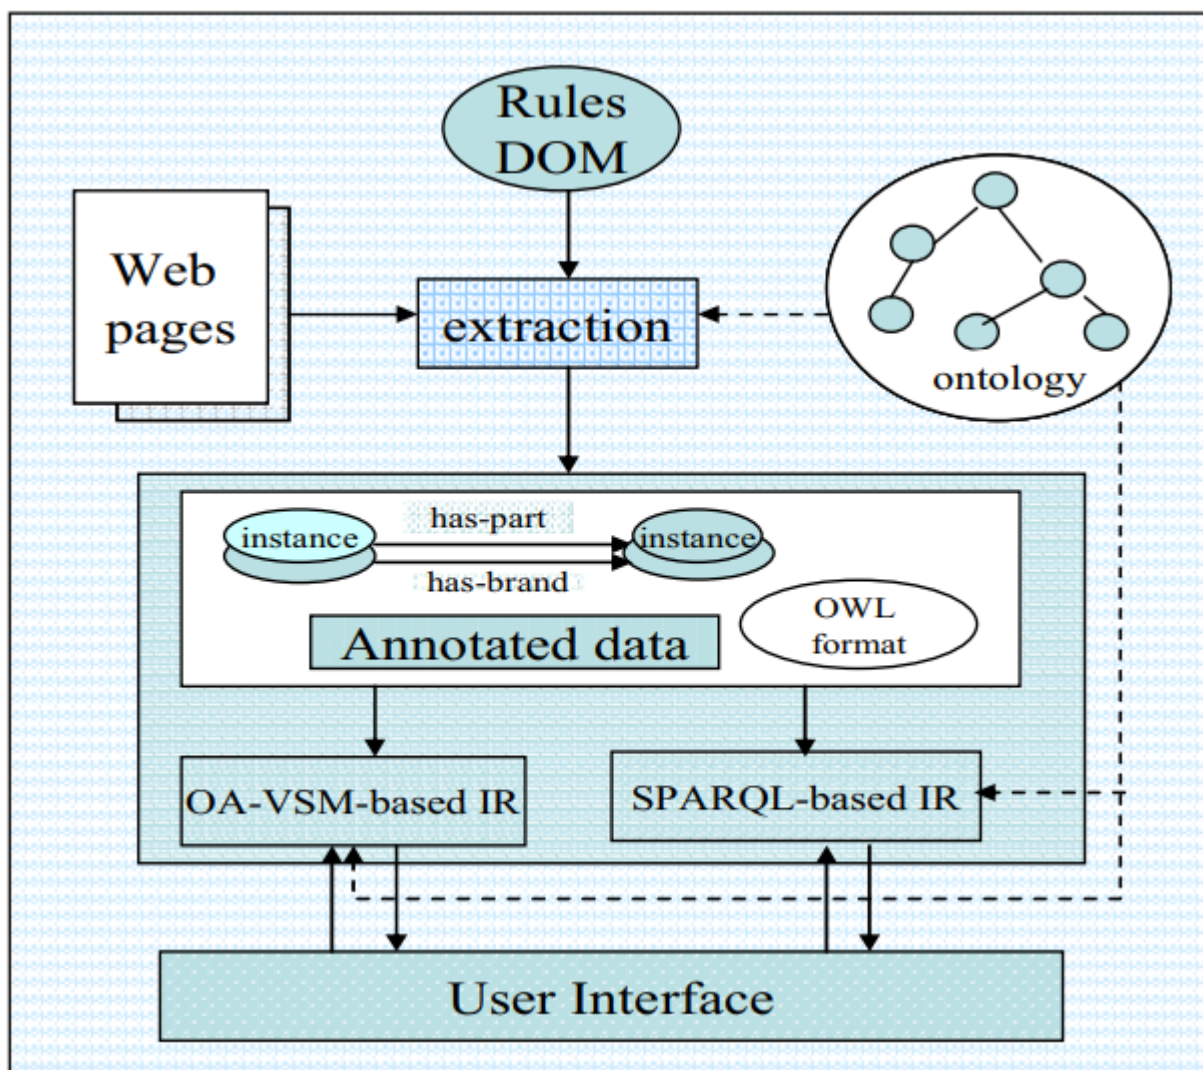 Rules
DOM
Web
pages
extraction
ontology
has-part
instance
instance
has-brand
OWL
format
Annotated data
OA-VSM-based IR
SPARQL-based IR
User Interface